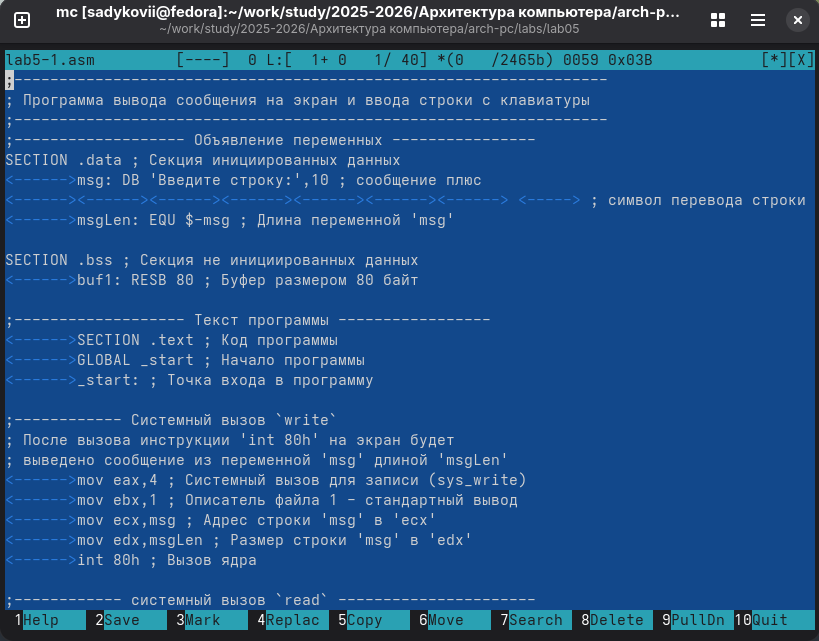 mc [sadykovii@fedora]:~/work/study/2025-2026/Архитектура компьютера/arch-p...
~/work/study/2025-2026/Архитектура компьютера/arch-pc/labs/lab05
lab5-1.asm [----] 0 L:[ 1+ 0 1/ 40] *(0 /2465b) 0059 0x03B [*][X]
;------------------------------------------------------------------
; Программа вывода сообщения на экран и ввода строки с клавиатуры
;------------------------------------------------------------------
;------------------- Объявление переменных ----------------
SECTION .data ; Секция инициированных данных
<------>msg: DB 'Введите строку:',10 ; сообщение плюс
<------><------><------><------><------><------><------> <-----> ; символ перевода строки
<------>msgLen: EQU $-msg ; Длина переменной 'msg'
SECTION .bss ; Секция не инициированных данных
<------>buf1: RESB 80 ; Буфер размером 80 байт
;------------------- Текст программы -----------------
<------>SECTION .text ; Код программы
<------>GLOBAL _start ; Начало программы
<------>_start: ; Точка входа в программу
;------------ Системный вызов `write`
; После вызова инструкции 'int 80h' на экран будет
; выведено сообщение из переменной 'msg' длиной 'msgLen'
<------>mov eax,4 ; Системный вызов для записи (sys_write)
<------>mov ebx,1 ; Описатель файла 1 - стандартный вывод
<------>mov ecx,msg ; Адрес строки 'msg' в 'ecx'
<------>mov edx,msgLen ; Размер строки 'msg' в 'edx'
<------>int 80h ; Вызов ядра
;------------ системный вызов `read` ----------------------
1Help 2Save 3Mark 4Replac 5Copy 6Move 7Search 8Delete 9PullDn 10Quit